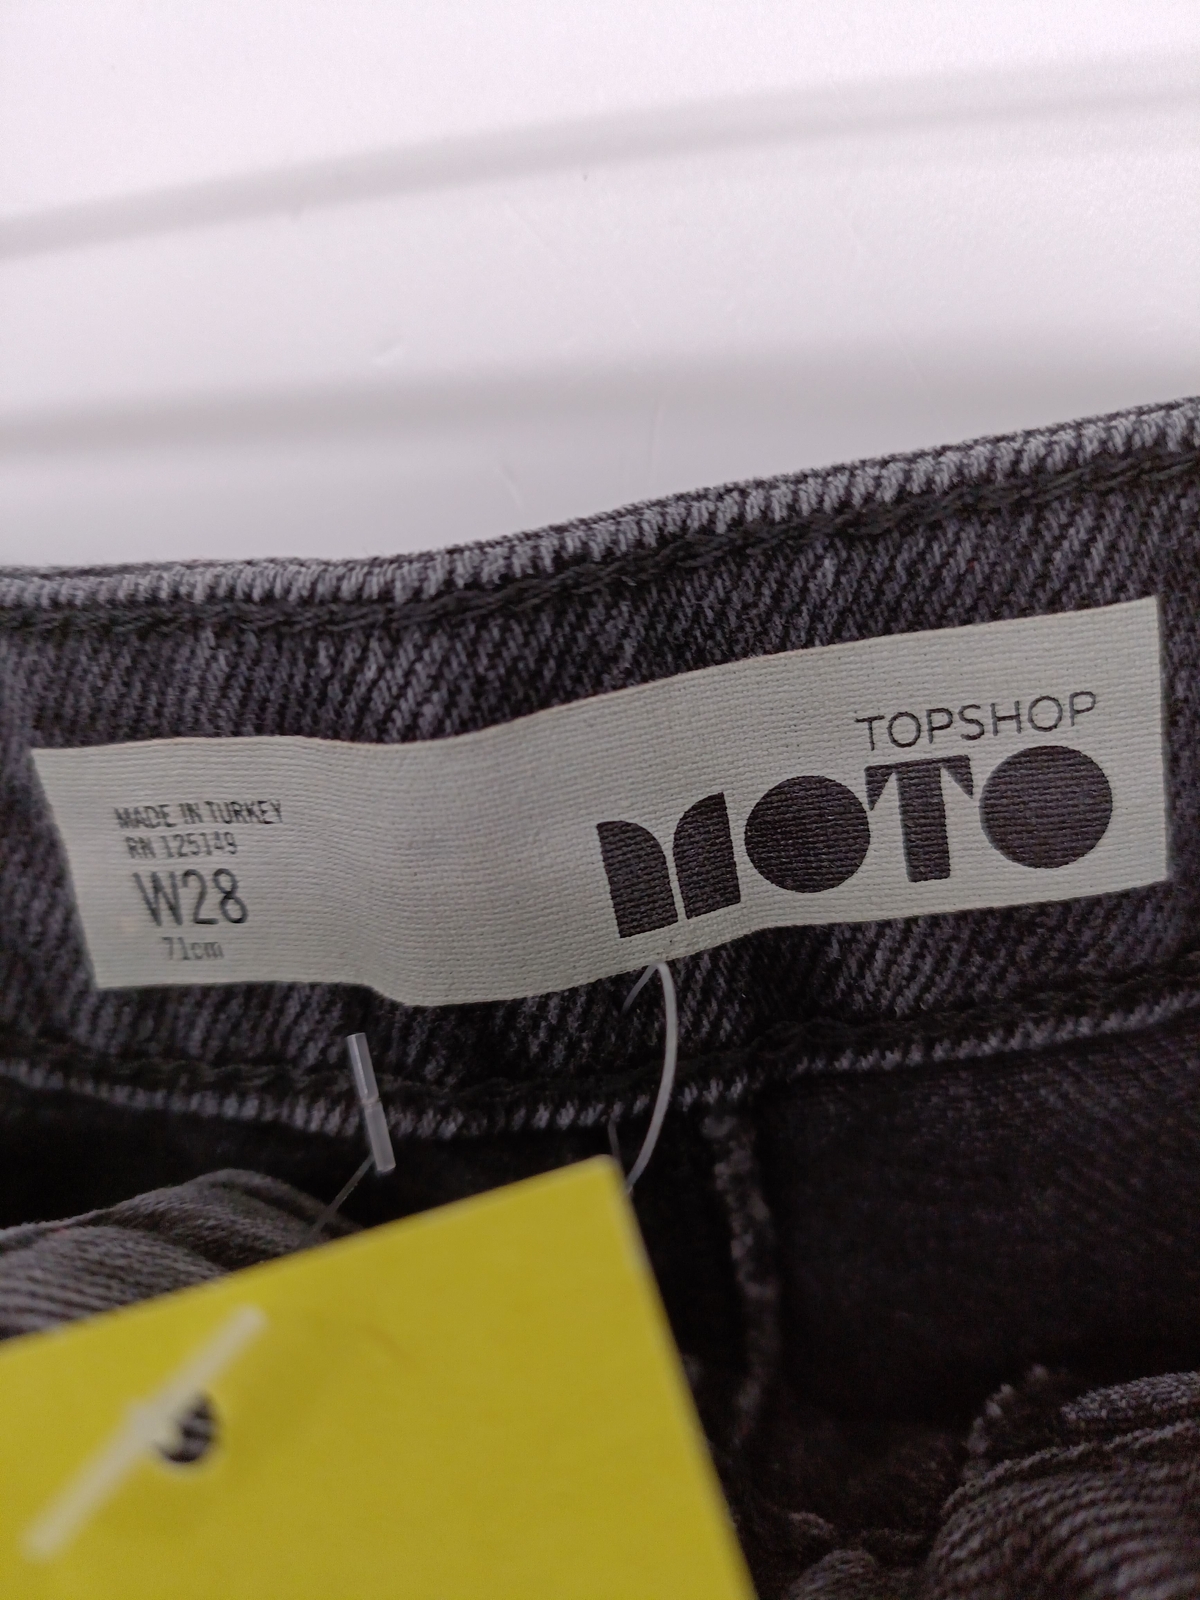 TOPSHOP
MOTO
MADE IN TURKEY
RN 125149
W28
71cm